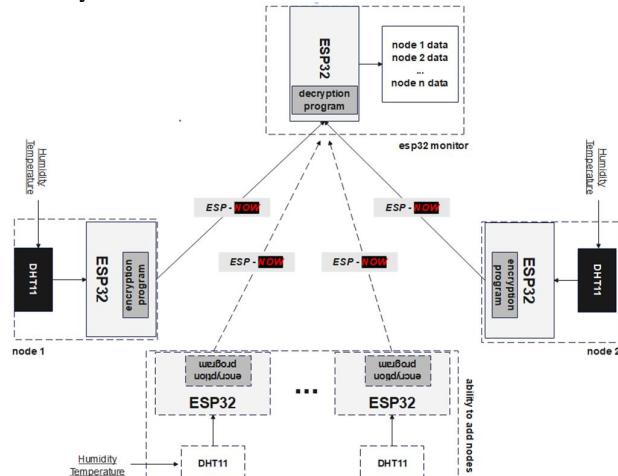 ESP32
decryption
program
node 1 data
node 2 data
...
node n data
esp32 monitor
Humidity
Temperature
ESP - NOW
ESP - NOW
Humidity
Temperature
ESP - NOW
ESP - NOW
DHT11
ESP32
encryption
program
node 1
encryption
program
ESP32
DHT11
node 2
encryption
program
ESP32
...
encryption
program
ESP32
ability to add nodes
Humidity
Temperature
DHT11
DHT11